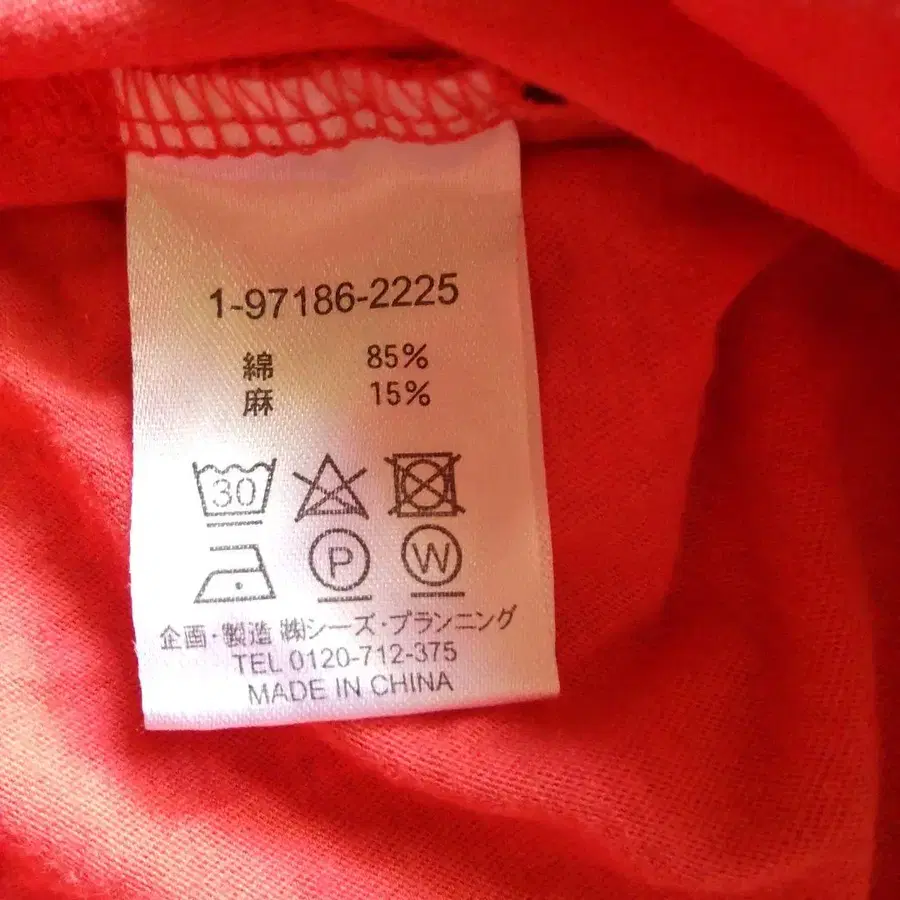 1-97186-2225
綿 85%
麻 15%
30
P W
企画・製造 ㈱シーズ・プランニング
TEL 0120-712-375
MADE IN CHINA